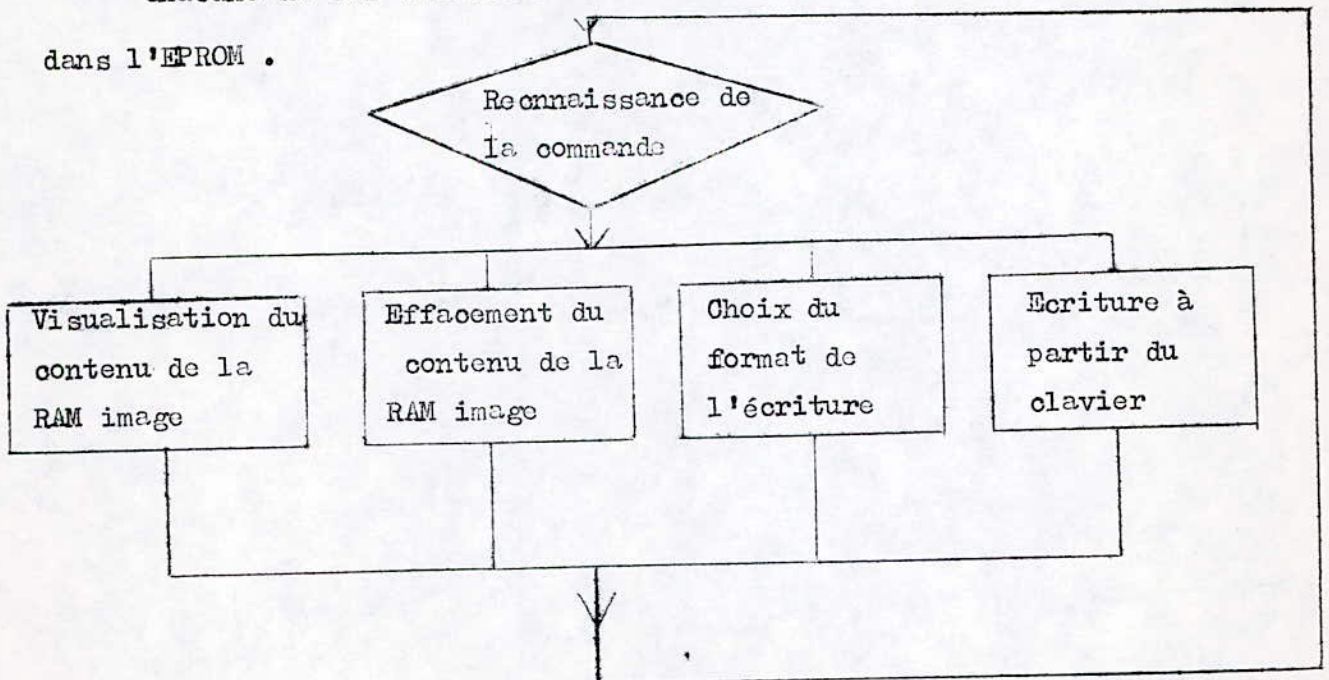 dans l'EPROM .
Reconnaissance de
la commande
Visualisation du
contenu de la
RAM image
Effacement du
contenu de la
RAM image
Choix du
format de
l'écriture
Ecriture à
partir du
clavier